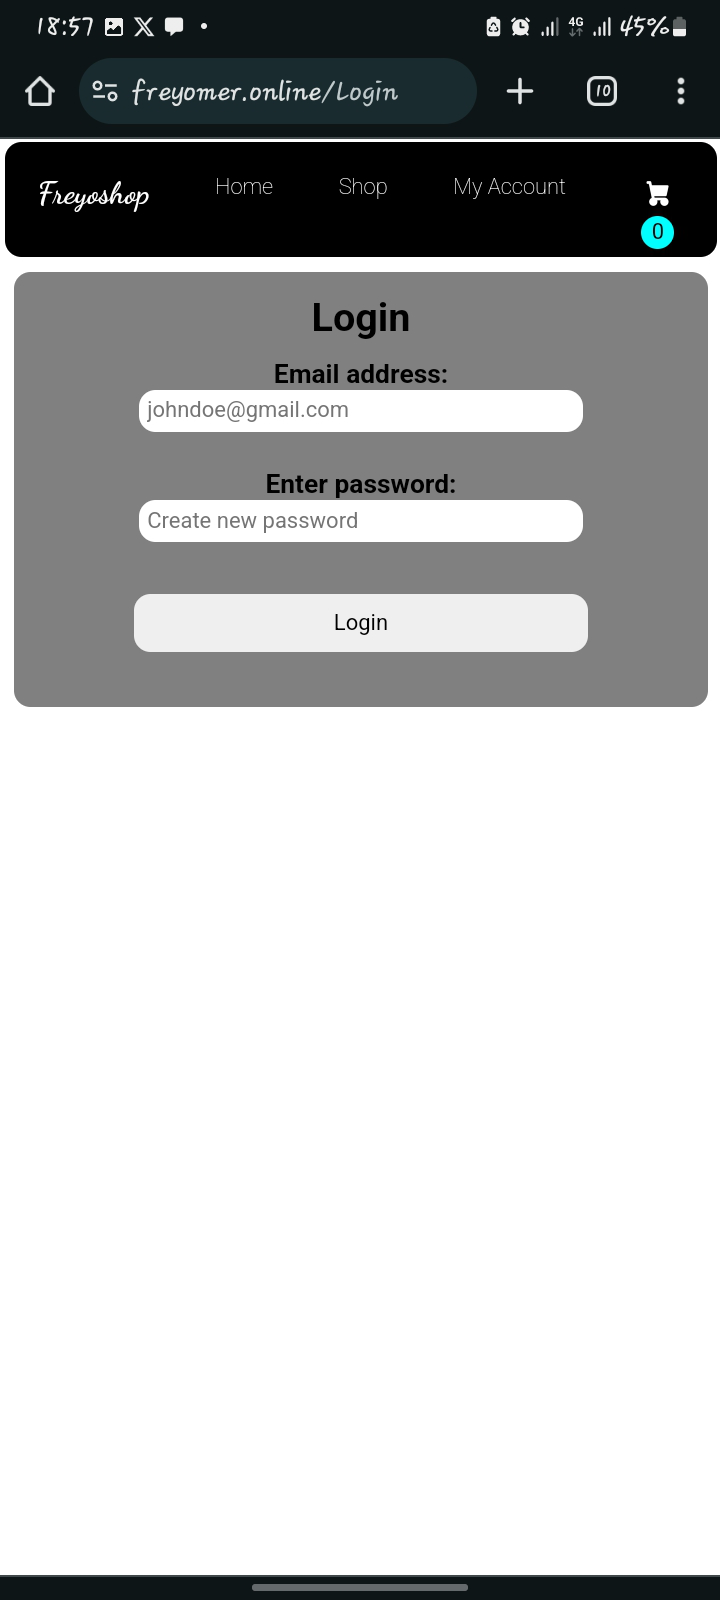 18:57
4G
45%
freyomer.online/Login
10
Freyoshop
Home
Shop
My Account
0
Login
Email address:
johndoe@gmail.com
Enter password:
Create new password
Login